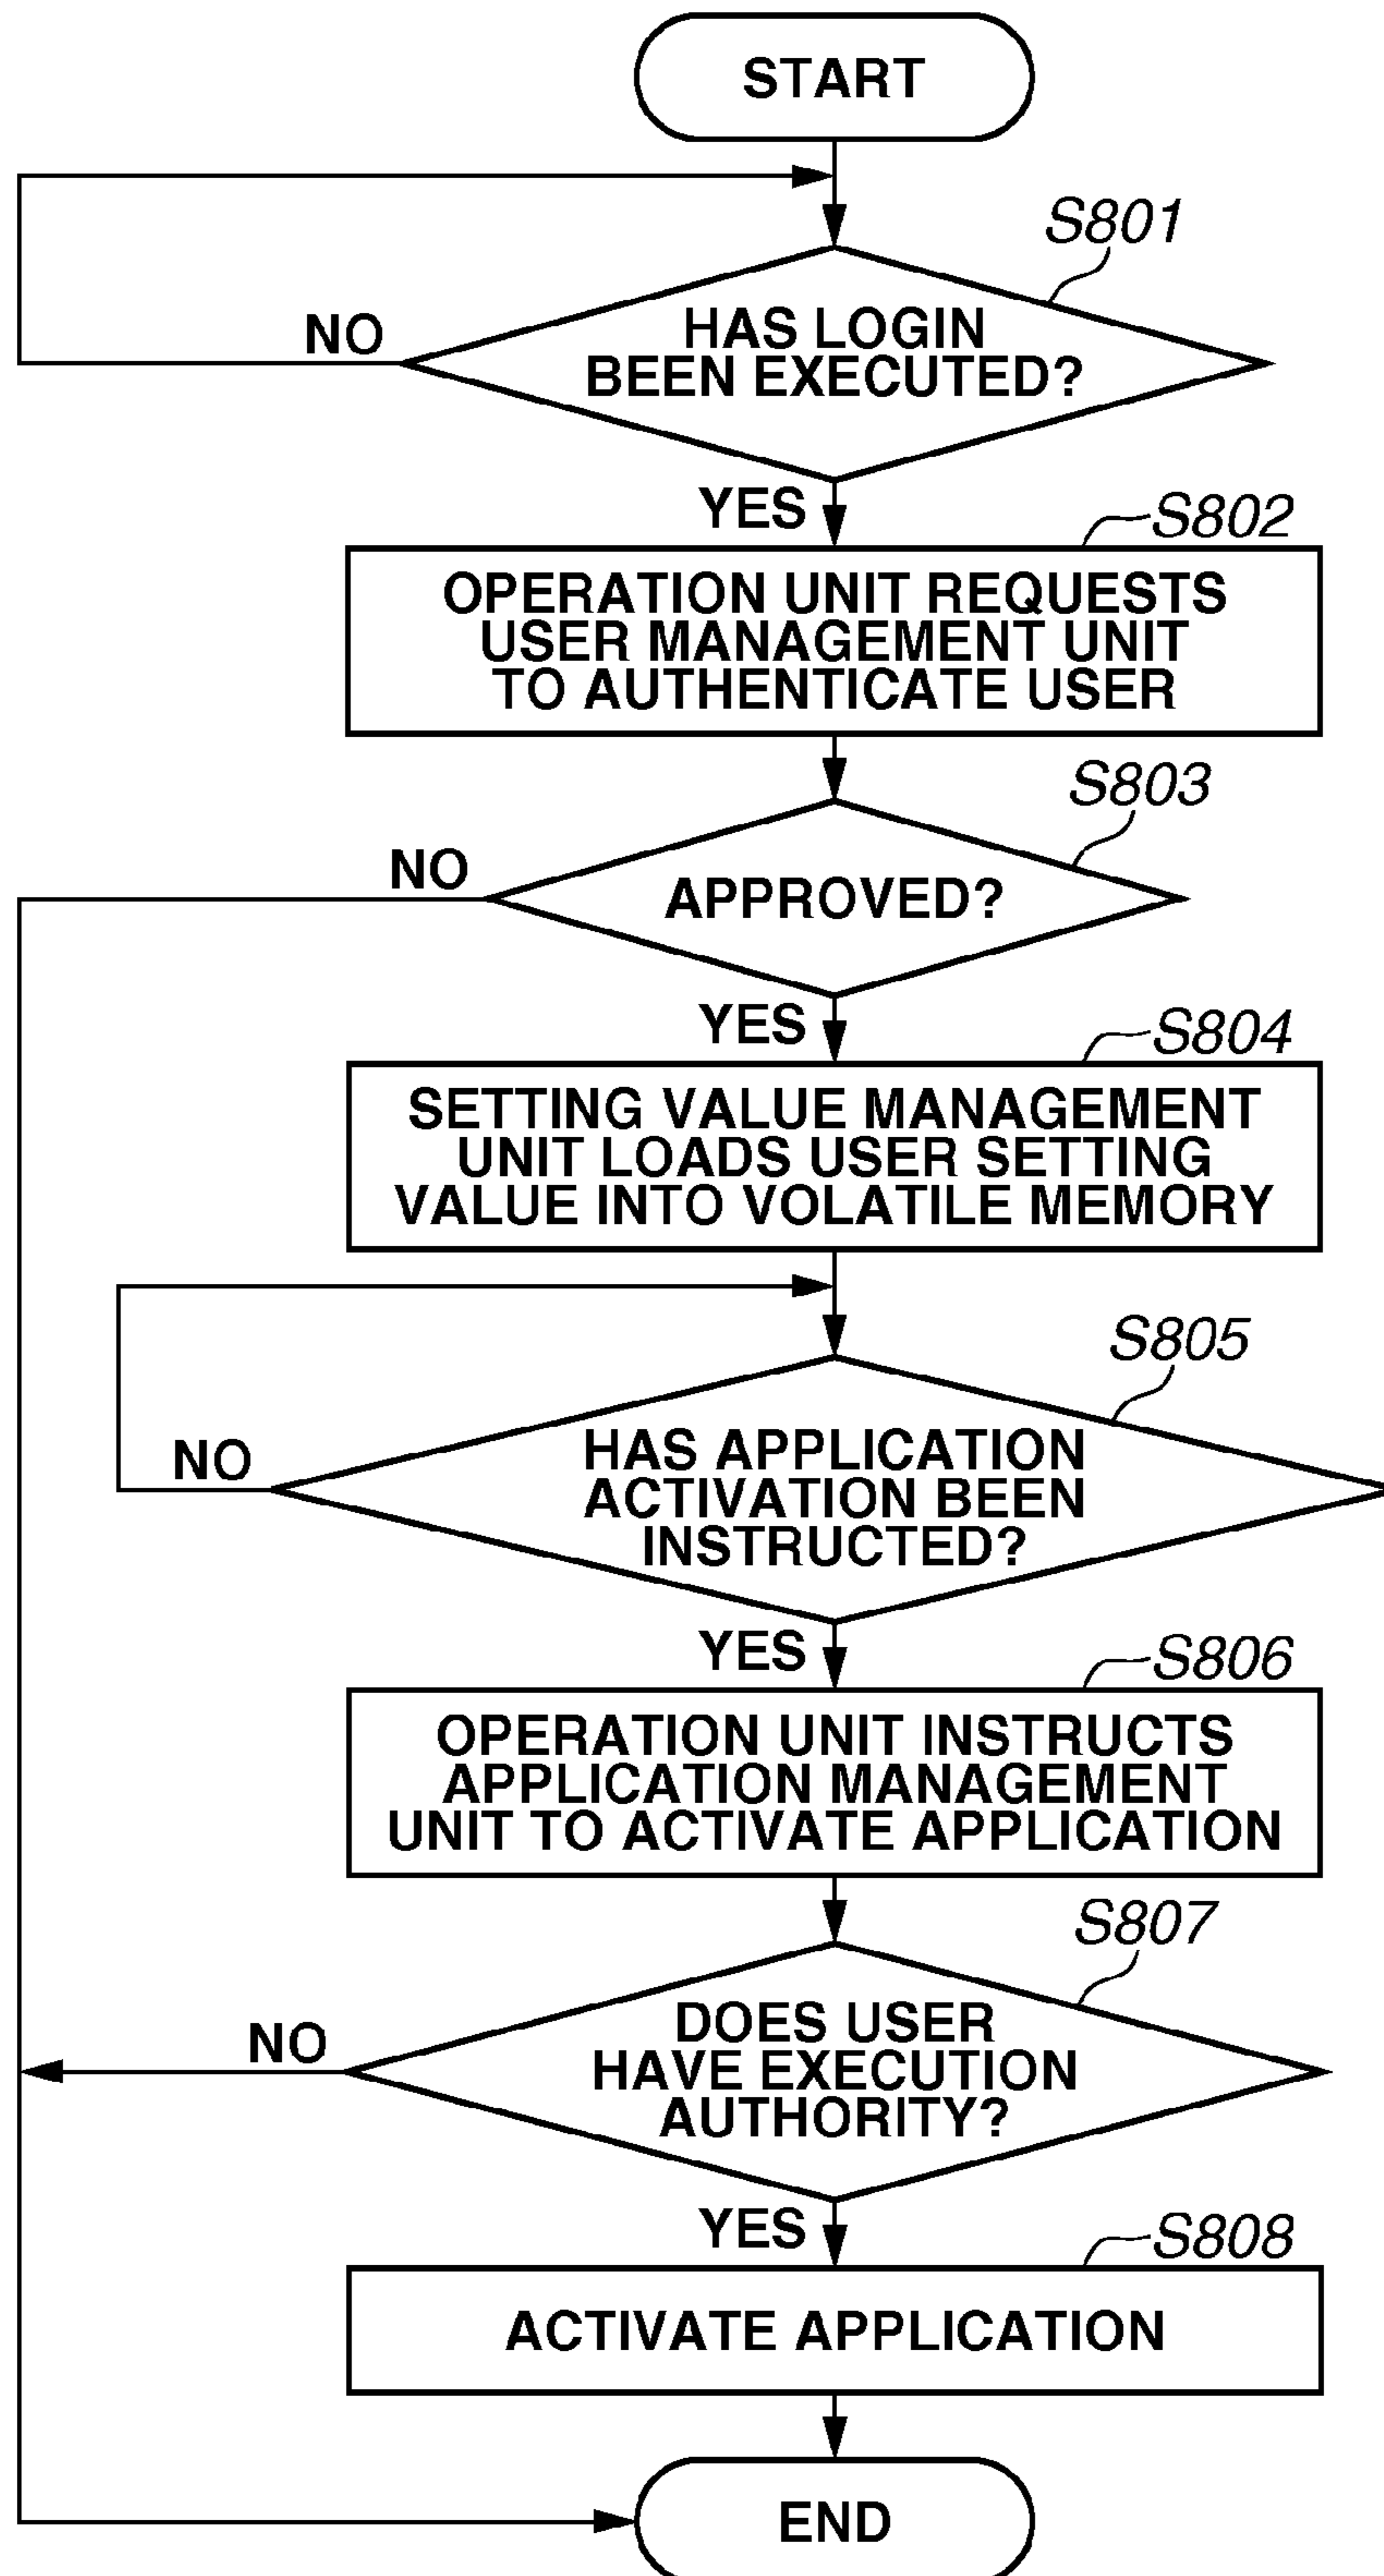 START
S801
HAS LOGIN
BEEN EXECUTED?
NO
YES
S802
OPERATION UNIT REQUESTS
USER MANAGEMENT UNIT
TO AUTHENTICATE USER
S803
NO
APPROVED?
YES
S804
SETTING VALUE MANAGEMENT
UNIT LOADS USER SETTING
VALUE INTO VOLATILE MEMORY
S805
NO
HAS APPLICATION
ACTIVATION BEEN
INSTRUCTED?
YES
S806
OPERATION UNIT INSTRUCTS
APPLICATION MANAGEMENT
UNIT TO ACTIVATE APPLICATION
S807
NO
DOES USER
HAVE EXECUTION
AUTHORITY?
YES
S808
ACTIVATE APPLICATION
END